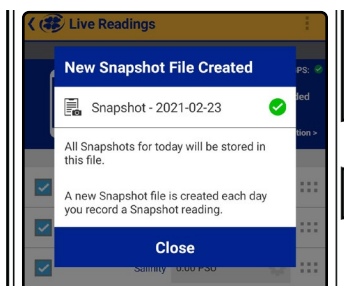 Live Readings
New Snapshot File Created
PS:
Snapshot - 2021-02-23
ded
All Snapshots for today will be stored in
this file.
tion >
A new Snapshot file is created each day
you record a Snapshot reading.
Close
Salinity 0.00 PSU